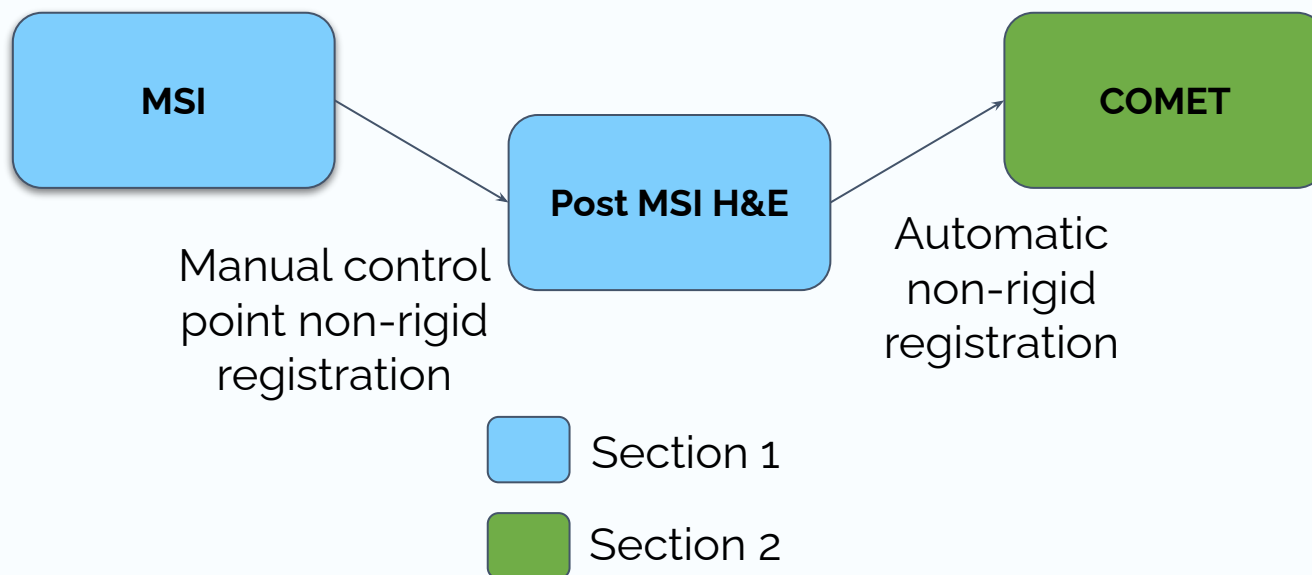 MSI
COMET
Post MSI H&E
Manual control
point non-rigid
registration
Automatic
non-rigid
registration
Section 1
Section 2